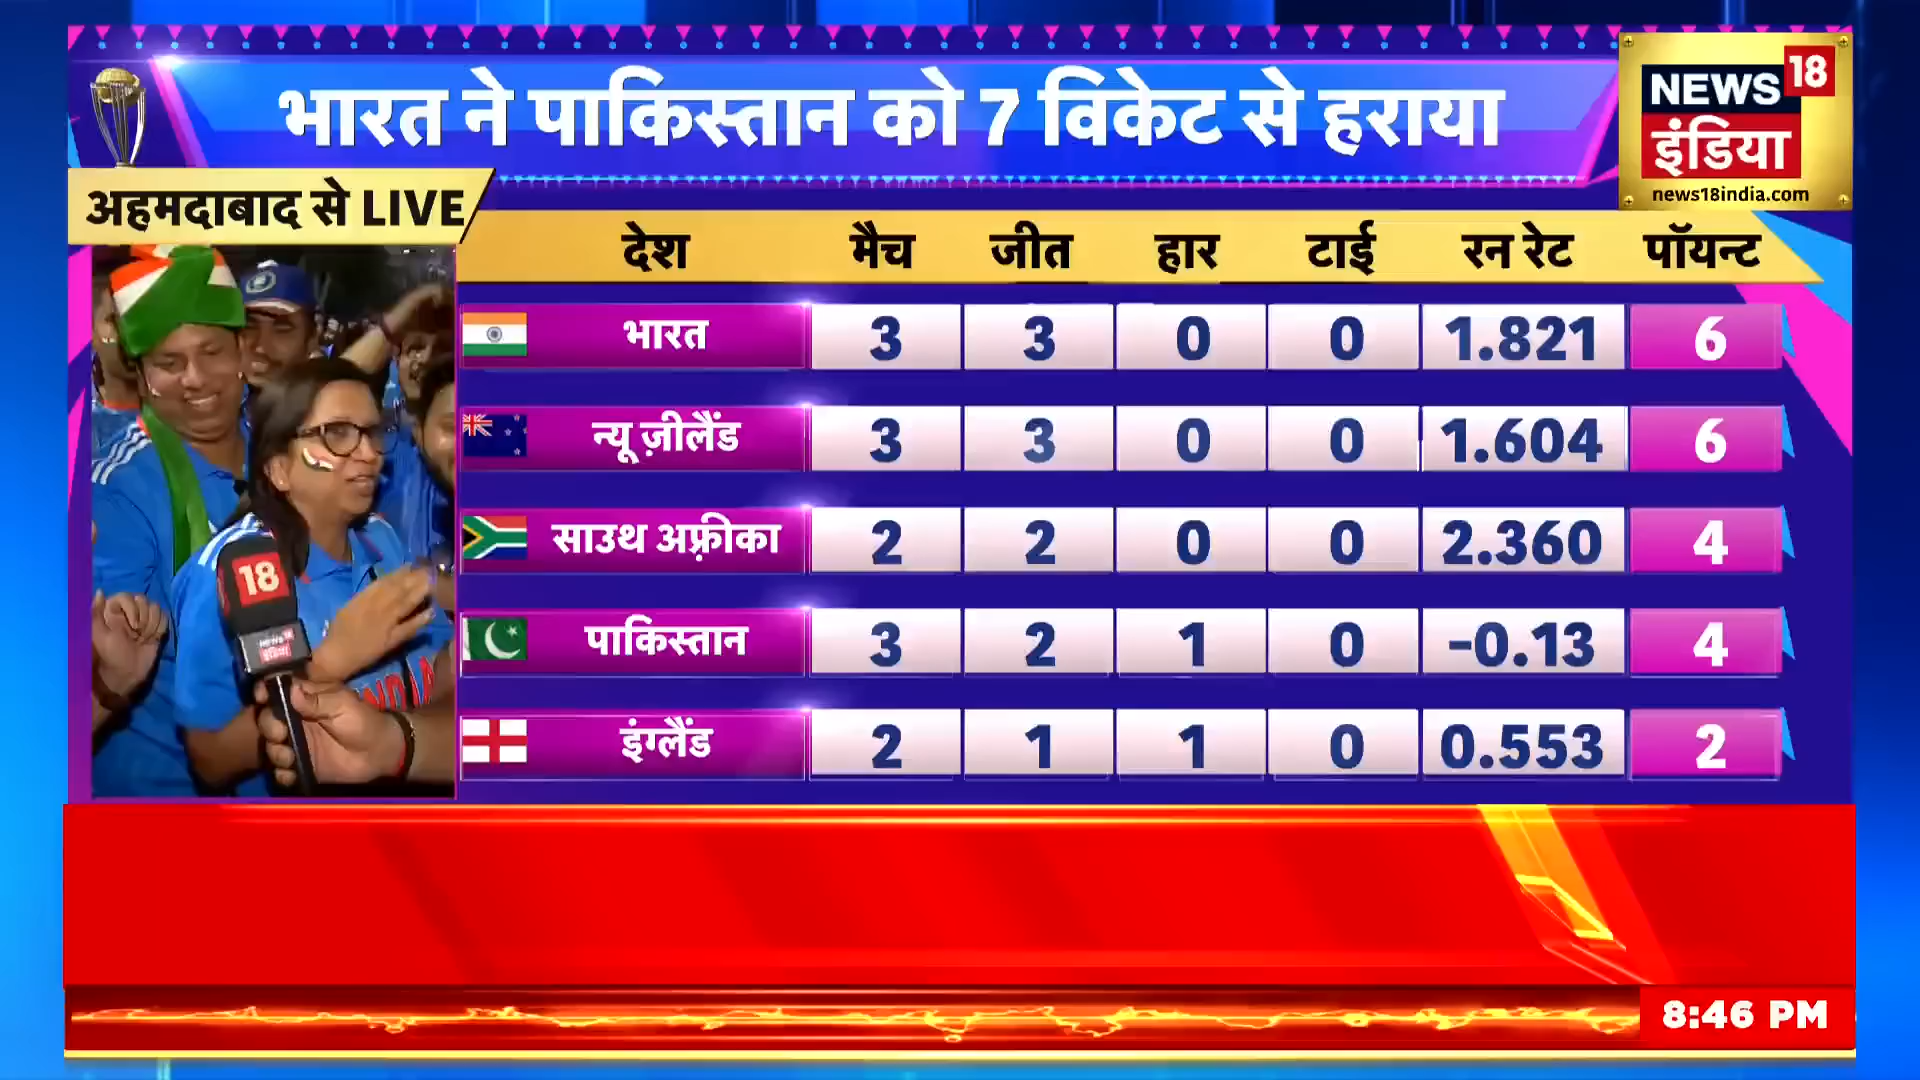 भारत ने पाकिस्तान को 7 विकेट से हराया
NEWS 18
इंडिया
news18india.com
अहमदाबाद से LIVE
देश मैच जीत हार टाई रन रेट पॉयन्ट
भारत 3 3 0 0 1.821 6
न्यू ज़ीलैंड 3 3 0 0 1.604 6
साउथ अफ़्रीका 2 2 0 0 2.360 4
पाकिस्तान 3 2 1 0 -0.13 4
इंग्लैंड 2 1 1 0 0.553 2
18
NEWS18
इंडिया
INDIA
8:46 PM